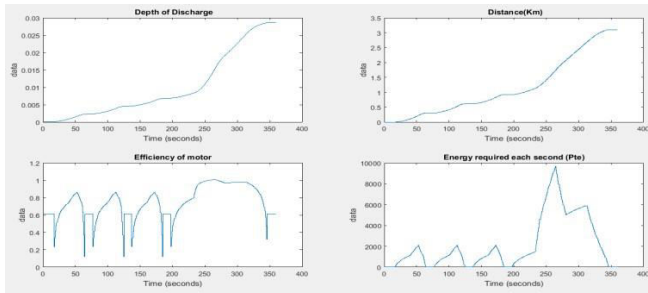 Depth of Discharge
data
0.03
0.025
0.02
0.015
0.01
0.005
0
0 50 100 150 200 250 300 350 400
Time (seconds)
Distance(Km)
data
3.5
3
2.5
2
1.5
1
0.5
0
0 50 100 150 200 250 300 350 400
Time (seconds)
Efficiency of motor
data
1.2
1
0.8
0.6
0.4
0.2
0
0 50 100 150 200 250 300 350 400
Time (seconds)
Energy required each second (Pte)
data
10000
8000
6000
4000
2000
0
0 50 100 150 200 250 300 350 400
Time (seconds)